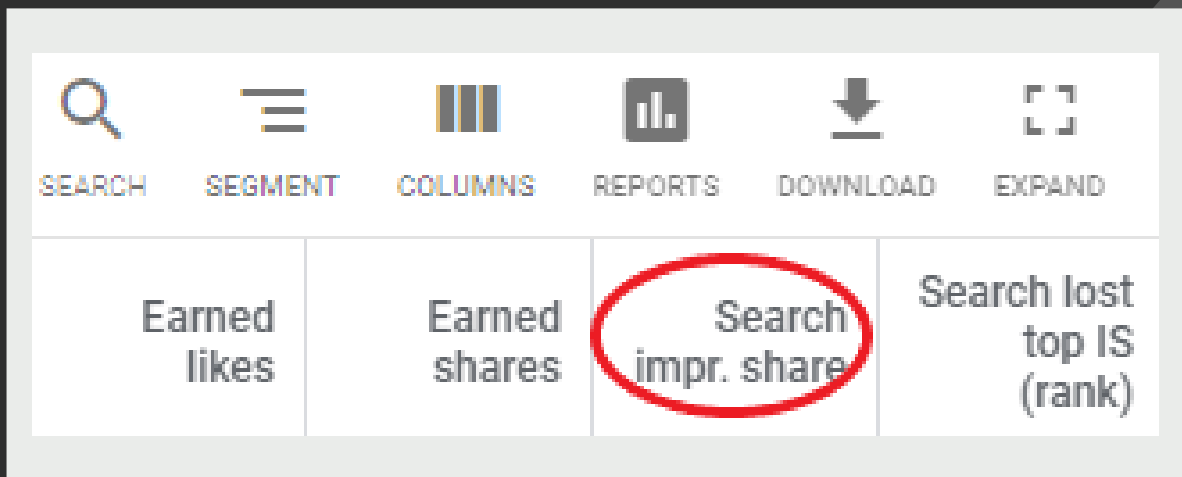 SEARCH SEGMENT COLUMNS REPORTS DOWNLOAD EXPAND
Earned
likes
Earned
shares
Search
impr. share
Search lost
top IS
(rank)